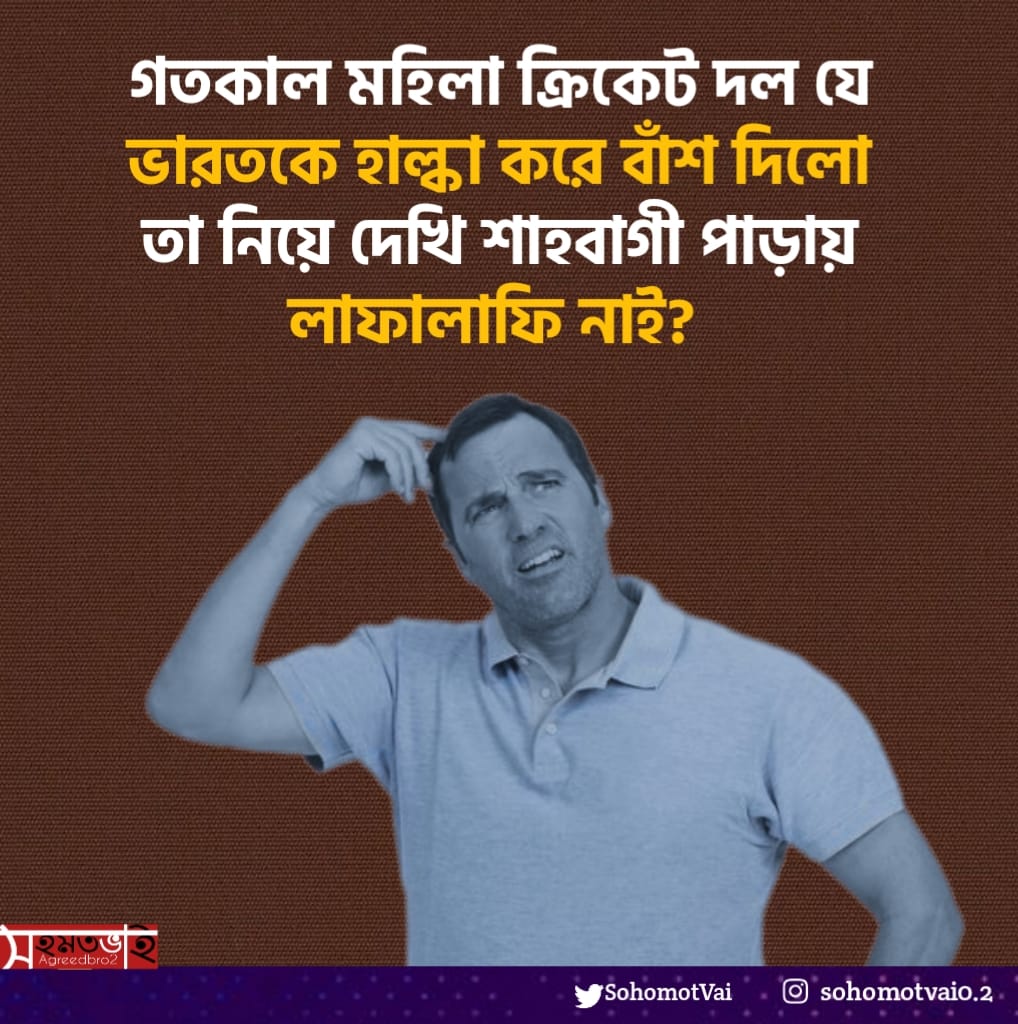 গতকাল মহিলা ক্রিকেট দল যে
ভারতকে হাল্কা করে বাঁশ দিলো
তা নিয়ে দেখি শাহবাগী পাড়ায়
লাফালাফি নাই?
সহমতভাই
Agreedbro2
SohomotVai
sohomotvai0.2